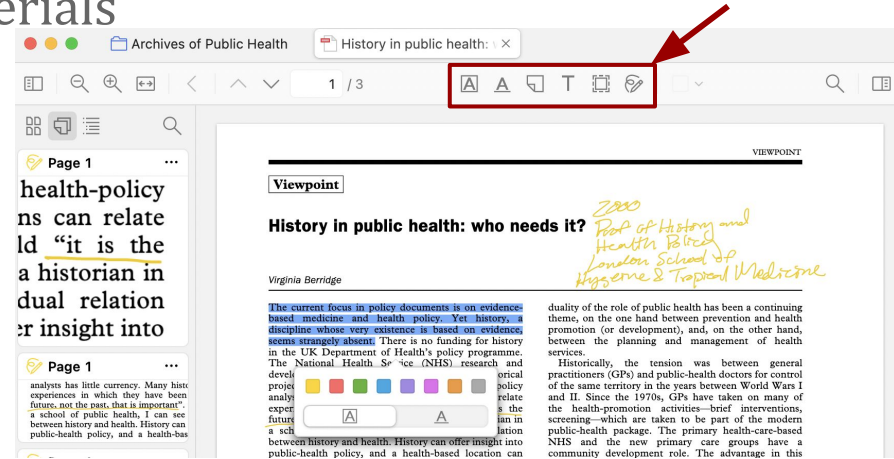 erials
Archives of Public Health
History in public health:
1 / 3
A A T
Page 1
health-policy
ns can relate
ld “it is the
a historian in
dual relation
er insight into
Page 1
analysts has little currency. Many histo
experiences in which they have been
future, not the past, that is important”.
a school of public health, I can see
between history and health. History can
public-health policy, and a health-bas
VIEWPOINT
Viewpoint
History in public health: who needs it?
2000
Prof of History and
Health Policy
London School of
Hygerne & Tropical Medicine
Virginia Berridge
The current focus in policy documents is on evidence-
based medicine and health policy. Yet history, a
discipline whose very existence is based on evidence,
seems strangely absent. There is no funding for history
in the UK Department of Health’s policy programme.
The National Health Se ice (NHS) research and
devel orical
projec policy
analys relate
exper s the
future an in
a sch lation
A A
between history and health. History can offer insight into
public-health policy, and a health-based location can
duality of the role of public health has been a continuing
theme, on the one hand between prevention and health
promotion (or development), and, on the other hand,
between the planning and management of health
services.
Historically, the tension was between general
practitioners (GPs) and public-health doctors for control
of the same territory in the years between World Wars I
and II. Since the 1970s, GPs have taken on many of
the health-promotion activities—brief interventions,
screening—which are taken to be part of the modern
public-health package. The primary health-care-based
NHS and the new primary care groups have a
community development role. The advantage in this